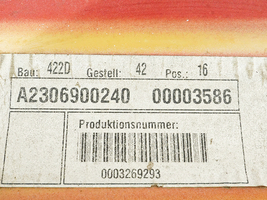 Bau: 422D Gestell: 42 Pos.: 16
A2306900240 00003586
Produktionsnummer:
0003269293